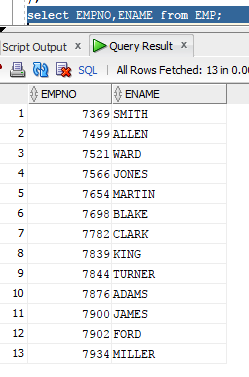 select EMPNO,ENAME from EMP;
Script Output × Query Result ×
SQL | All Rows Fetched: 13 in 0.00
EMPNO ENAME
1 7369 SMITH
2 7499 ALLEN
3 7521 WARD
4 7566 JONES
5 7654 MARTIN
6 7698 BLAKE
7 7782 CLARK
8 7839 KING
9 7844 TURNER
10 7876 ADAMS
11 7900 JAMES
12 7902 FORD
13 7934 MILLER